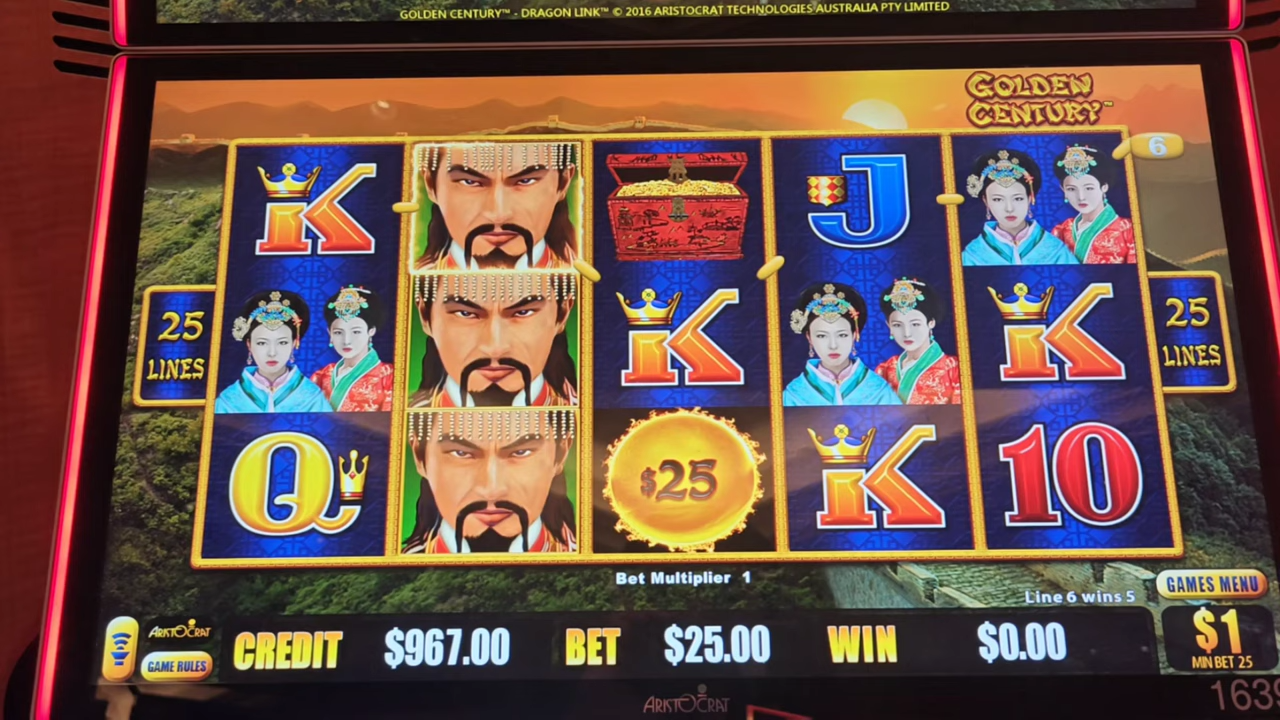 GOLDEN CENTURY™ - DRAGON LINK™ © 2016 ARISTOCRAT TECHNOLOGIES AUSTRALIA PTY LIMITED
GOLDEN
CENTURY™
6
K
J
25
LINES
K
K
25
LINES
Q
$25
K
10
Bet Multiplier 1
Line 6 wins 5
GAMES MENU
ARISTOCRAT
GAME RULES
CREDIT $967.00 BET $25.00 WIN $0.00
$1
MIN BET 25
ARISTOCRAT